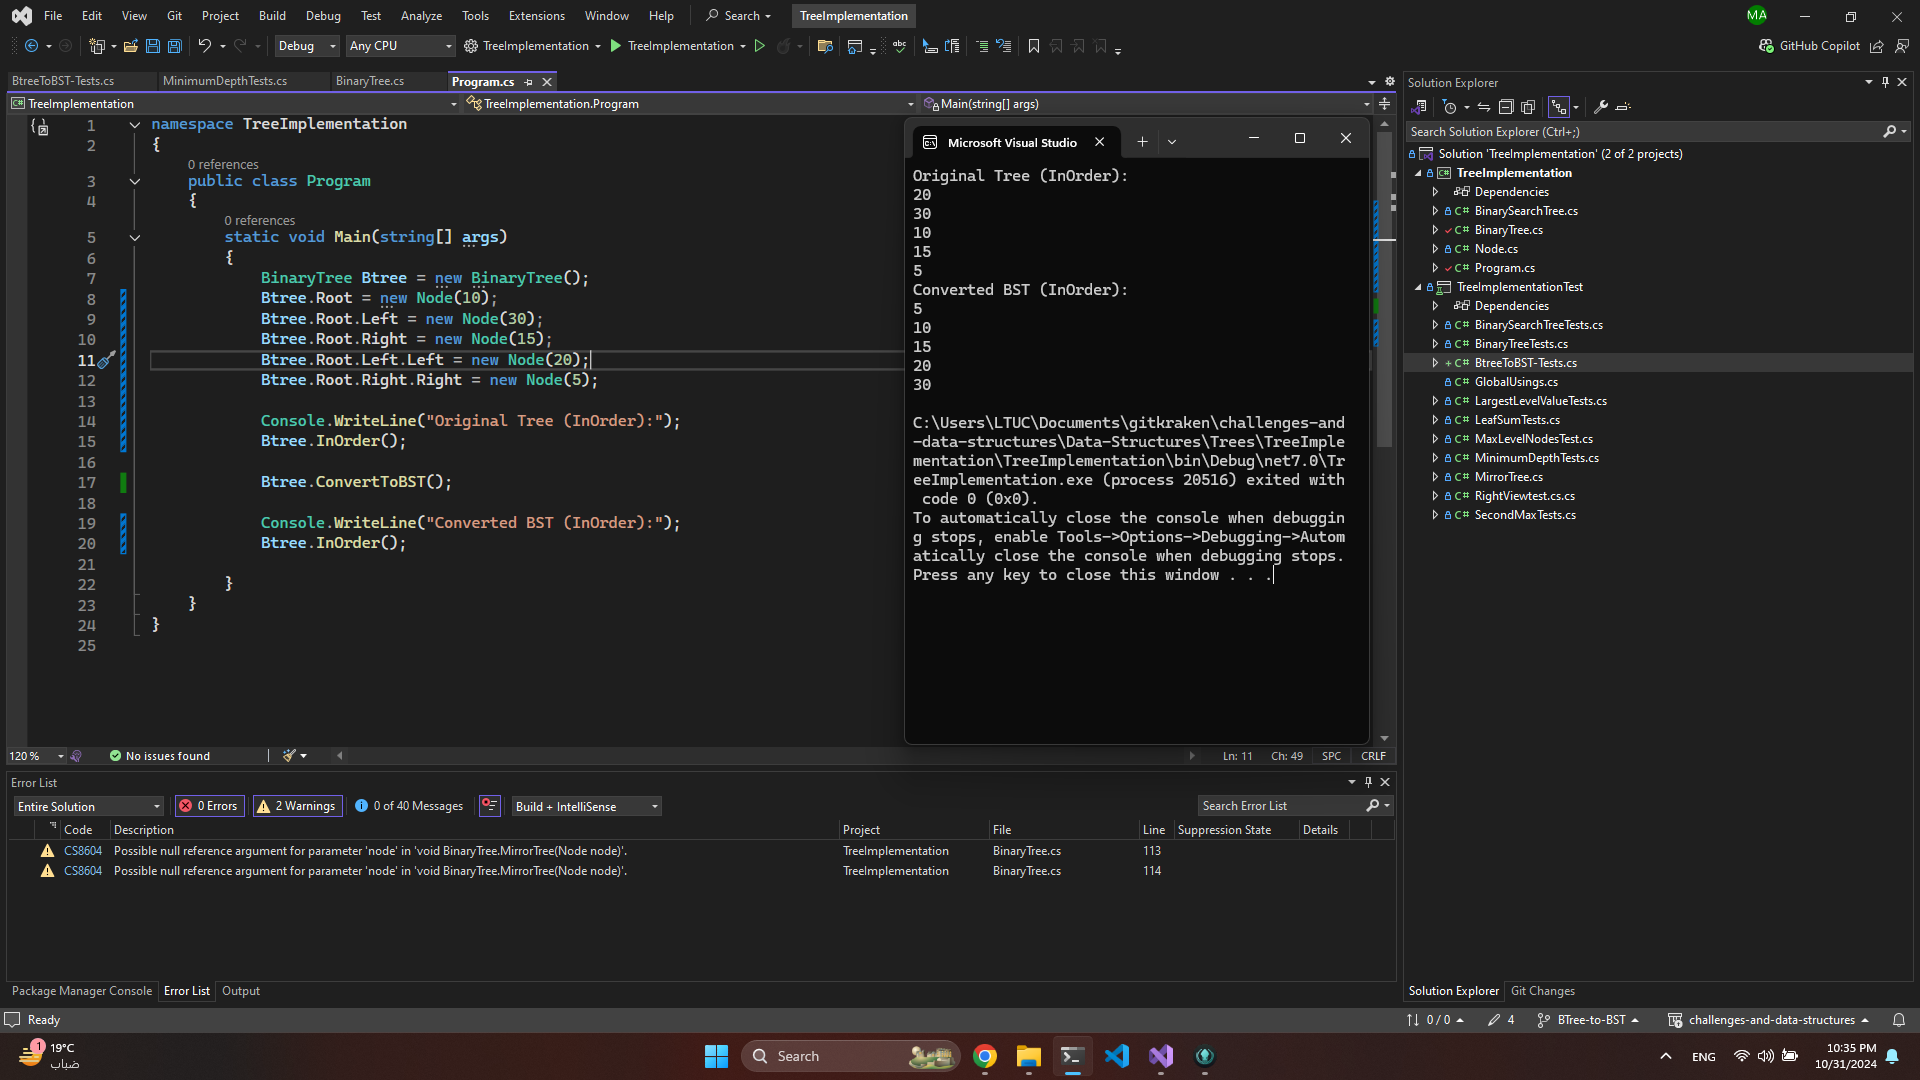 File Edit View Git Project Build Debug Test Analyze Tools Extensions Window Help Search TreeImplementation MA
Debug Any CPU TreeImplementation TreeImplementation GitHub Copilot
BtreeToBST-Tests.cs MinimumDepthTests.cs BinaryTree.cs Program.cs
TreeImplementation TreeImplementation.Program Main(string[] args)
1 namespace TreeImplementation
2 {
0 references
3 public class Program
4 {
0 references
5 static void Main(string[] args)
6 {
7 BinaryTree Btree = new BinaryTree();
8 Btree.Root = new Node(10);
9 Btree.Root.Left = new Node(30);
10 Btree.Root.Right = new Node(15);
11 Btree.Root.Left.Left = new Node(20);
12 Btree.Root.Right.Right = new Node(5);
13
14 Console.WriteLine("Original Tree (InOrder):");
15 Btree.InOrder();
16
17 Btree.ConvertToBST();
18
19 Console.WriteLine("Converted BST (InOrder):");
20 Btree.InOrder();
21
22 }
23 }
24 }
25
Microsoft Visual Studio
Original Tree (InOrder):
20
30
10
15
5
Converted BST (InOrder):
5
10
15
20
30
C:\Users\LTUC\Documents\gitkraken\challenges-and
-data-structures\Data-Structures\Trees\TreeImple
mentation\TreeImplementation\bin\Debug\net7.0\Tr
eeImplementation.exe (process 20516) exited with
code 0 (0x0).
To automatically close the console when debuggin
g stops, enable Tools->Options->Debugging->Autom
atically close the console when debugging stops.
Press any key to close this window . . .
120 % No issues found Ln: 11 Ch: 49 SPC CRLF
Solution Explorer
Search Solution Explorer (Ctrl+;)
Solution 'TreeImplementation' (2 of 2 projects)
TreeImplementation
Dependencies
C# BinarySearchTree.cs
C# BinaryTree.cs
C# Node.cs
C# Program.cs
TreeImplementationTest
Dependencies
C# BinarySearchTreeTests.cs
C# BinaryTreeTests.cs
C# BtreeToBST-Tests.cs
C# GlobalUsings.cs
C# LargestLevelValueTests.cs
C# LeafSumTests.cs
C# MaxLevelNodesTest.cs
C# MinimumDepthTests.cs
C# MirrorTree.cs
C# RightViewtest.cs.cs
C# SecondMaxTests.cs
Error List
Entire Solution 0 Errors 2 Warnings 0 of 40 Messages Build + IntelliSense Search Error List
Code Description Project File Line Suppression State Details
CS8604 Possible null reference argument for parameter 'node' in 'void BinaryTree.MirrorTree(Node node)'. TreeImplementation BinaryTree.cs 113
CS8604 Possible null reference argument for parameter 'node' in 'void BinaryTree.MirrorTree(Node node)'. TreeImplementation BinaryTree.cs 114
Package Manager Console Error List Output
Solution Explorer Git Changes
Ready 0 / 0 4 BTree-to-BST challenges-and-data-structures
1 19°C
ضباب
Search
ENG
10:35 PM
10/31/2024